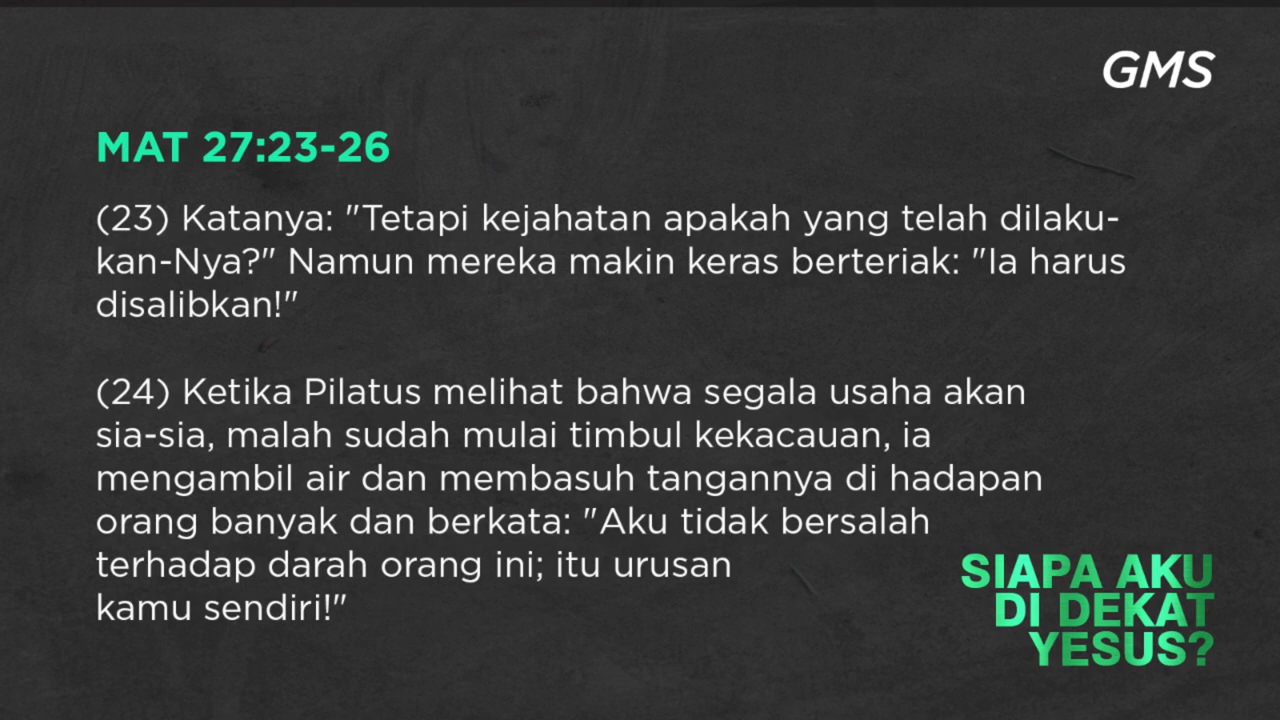 GMS
MAT 27:23-26
(23) Katanya: "Tetapi kejahatan apakah yang telah dilaku-
kan-Nya?" Namun mereka makin keras berteriak: "Ia harus
disalibkan!"
(24) Ketika Pilatus melihat bahwa segala usaha akan
sia-sia, malah sudah mulai timbul kekacauan, ia
mengambil air dan membasuh tangannya di hadapan
orang banyak dan berkata: "Aku tidak bersalah
terhadap darah orang ini; itu urusan
kamu sendiri!"
SIAPA AKU
DI DEKAT
YESUS?